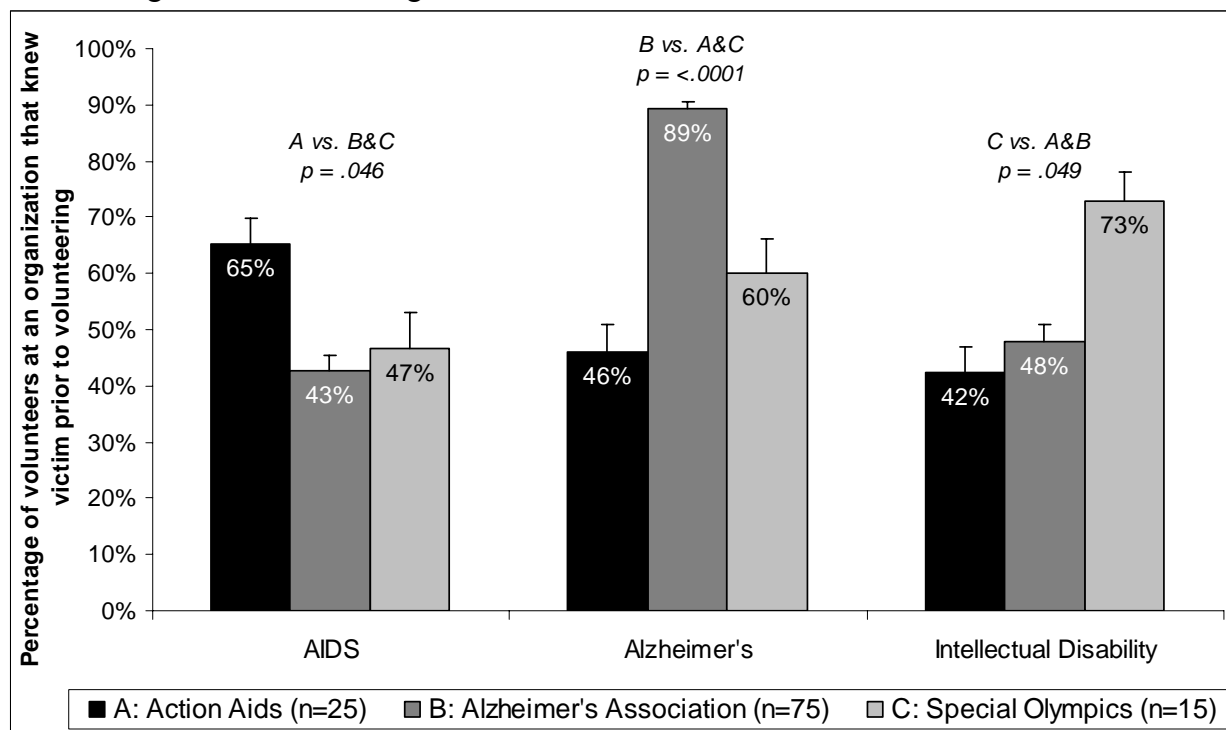 Percentage of volunteers at an organization that knew
victim prior to volunteering
100%
90%
80%
70%
60%
50%
40%
30%
20%
10%
0%
A vs. B&C
p = .046
B vs. A&C
p = <.0001
C vs. A&B
p = .049
65%
43%
47%
46%
89%
60%
42%
48%
73%
AIDS
Alzheimer's
Intellectual Disability
A: Action Aids (n=25)
B: Alzheimer's Association (n=75)
C: Special Olympics (n=15)